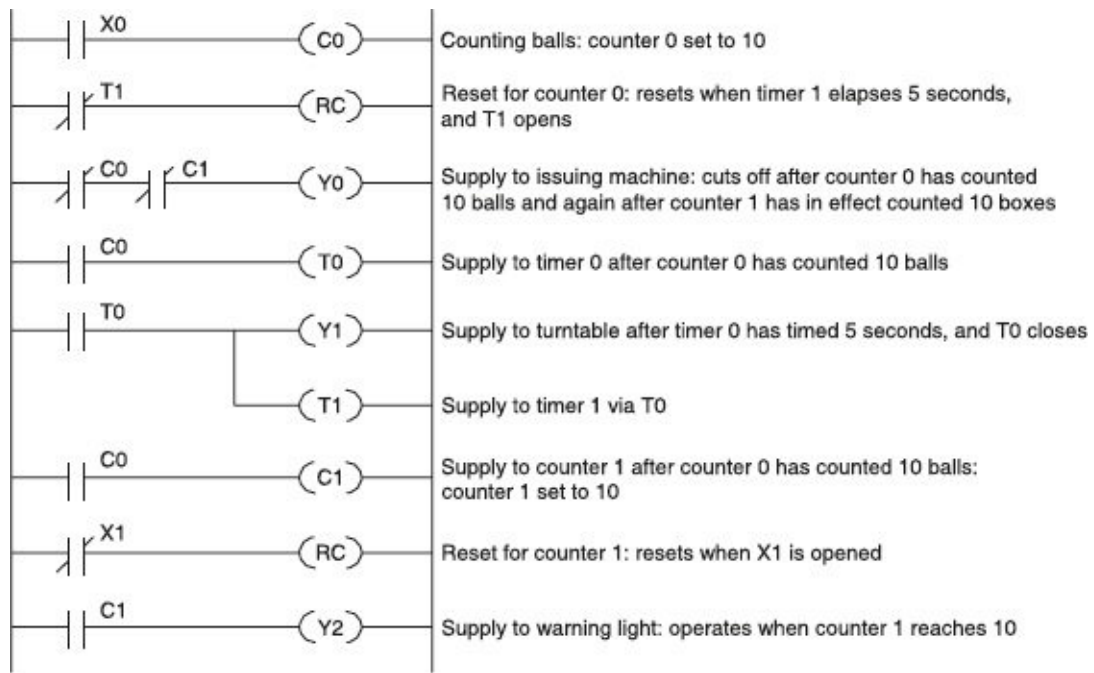 X0 C0 Counting balls: counter 0 set to 10
T1 RC Reset for counter 0: resets when timer 1 elapses 5 seconds,
and T1 opens
C0 C1 Y0 Supply to issuing machine: cuts off after counter 0 has counted
10 balls and again after counter 1 has in effect counted 10 boxes
C0 T0 Supply to timer 0 after counter 0 has counted 10 balls
T0 Y1 Supply to turntable after timer 0 has timed 5 seconds, and T0 closes
T1 Supply to timer 1 via T0
C0 C1 Supply to counter 1 after counter 0 has counted 10 balls:
counter 1 set to 10
X1 RC Reset for counter 1: resets when X1 is opened
C1 Y2 Supply to warning light: operates when counter 1 reaches 10